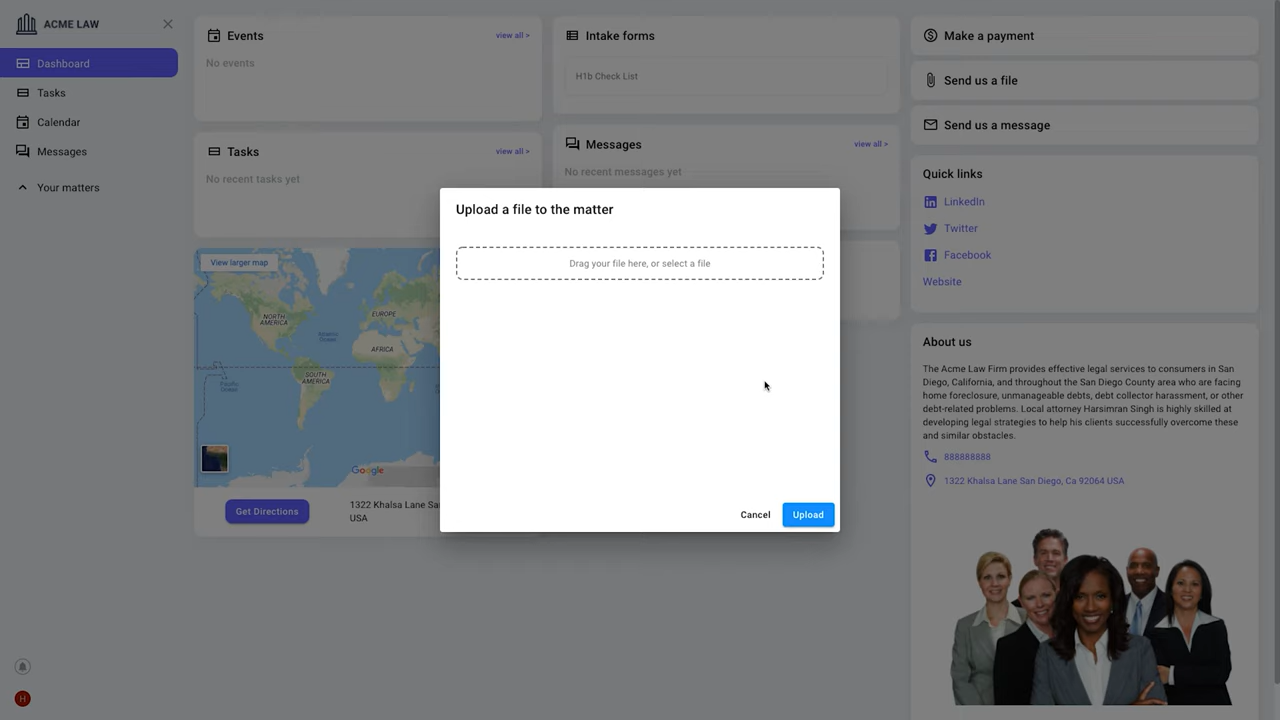 ACME LAW
Dashboard
Tasks
Calendar
Messages
Your matters
H
Events
view all >
No events
Tasks
view all >
No recent tasks yet
View larger map
NORTH
AMERICA
EUROPE
Atlantic
Ocean
AFRICA
SOUTH
AMERICA
Pacific
Ocean
Google
Get Directions
1322 Khalsa Lane Sa
USA
Intake forms
H1b Check List
Messages
view all >
No recent messages yet
Upload a file to the matter
Drag your file here, or select a file
Cancel
Upload
Make a payment
Send us a file
Send us a message
Quick links
LinkedIn
Twitter
Facebook
Website
About us
The Acme Law Firm provides effective legal services to consumers in San
Diego, California, and throughout the San Diego County area who are facing
home foreclosure, unmanageable debts, debt collector harassment, or other
debt-related problems. Local attorney Harsimran Singh is highly skilled at
developing legal strategies to help his clients successfully overcome these
and similar obstacles.
888888888
1322 Khalsa Lane San Diego, Ca 92064 USA